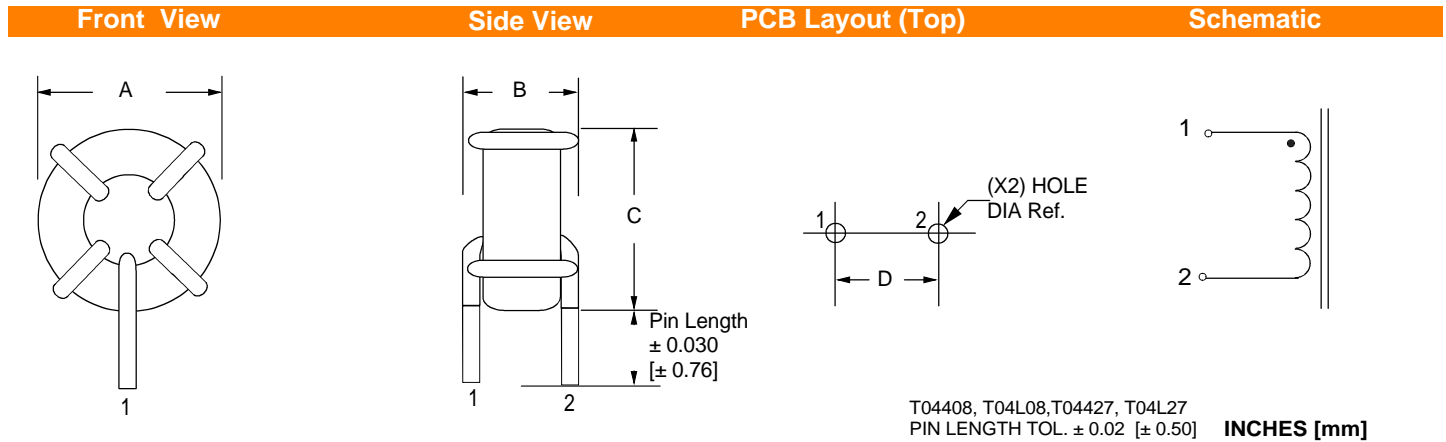 Front View
Side View
PCB Layout (Top)
Schematic
A
B
C
Pin Length
± 0.030
[± 0.76]
1
1
2
1
2
(X2) HOLE
DIA Ref.
D
1
2
T04408, T04L08,T04427, T04L27
PIN LENGTH TOL. ± 0.02 [± 0.50]
INCHES [mm]